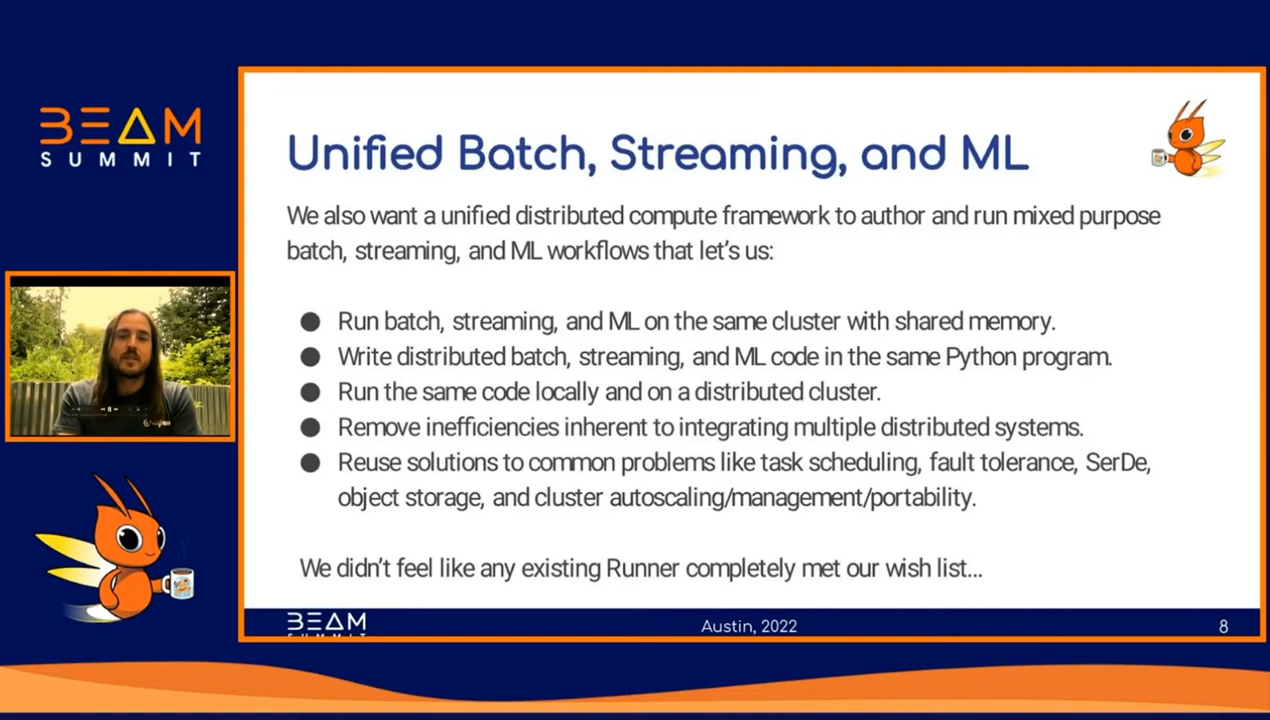 BEAM
SUMMIT
Unified Batch, Streaming, and ML
We also want a unified distributed compute framework to author and run mixed purpose
batch, streaming, and ML workflows that let's us:
● Run batch, streaming, and ML on the same cluster with shared memory.
● Write distributed batch, streaming, and ML code in the same Python program.
● Run the same code locally and on a distributed cluster.
● Remove inefficiencies inherent to integrating multiple distributed systems.
● Reuse solutions to common problems like task scheduling, fault tolerance, SerDe,
object storage, and cluster autoscaling/management/portability.
We didn't feel like any existing Runner completely met our wish list...
BEAM
SUMMIT
Austin, 2022
8